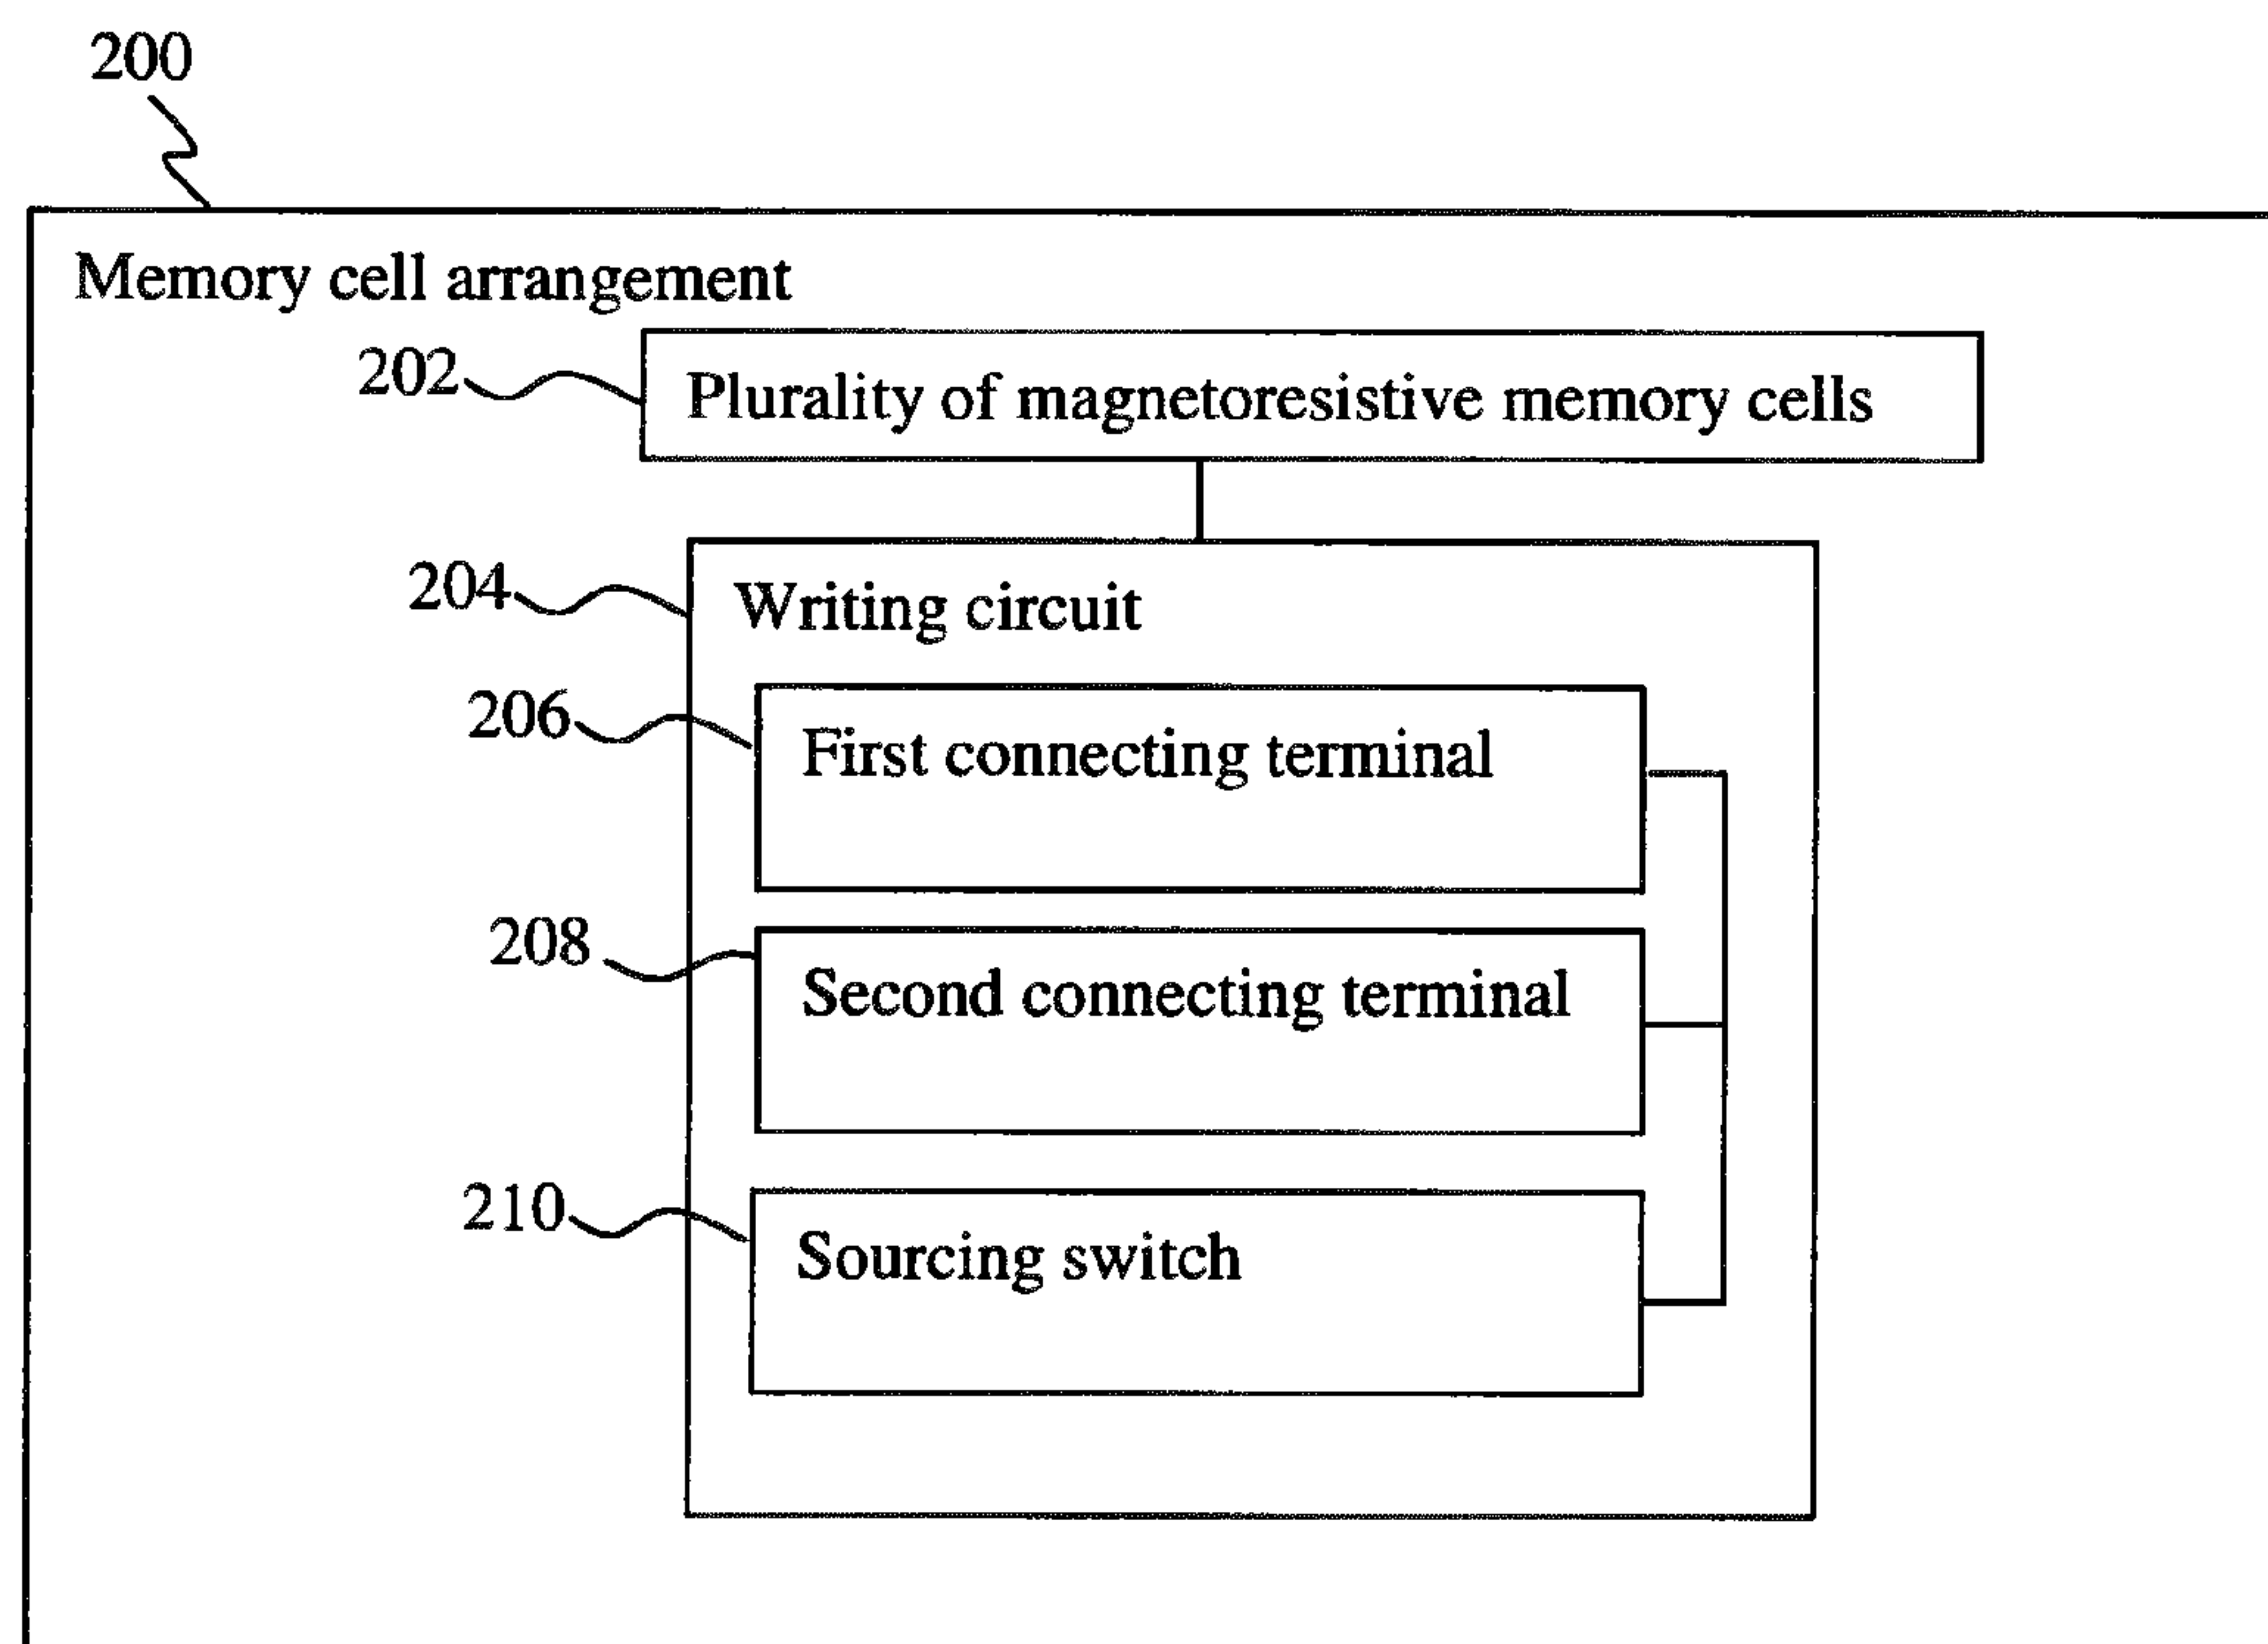 200
Memory cell arrangement
202
Plurality of magnetoresistive memory cells
204
Writing circuit
206
First connecting terminal
208
Second connecting terminal
210
Sourcing switch